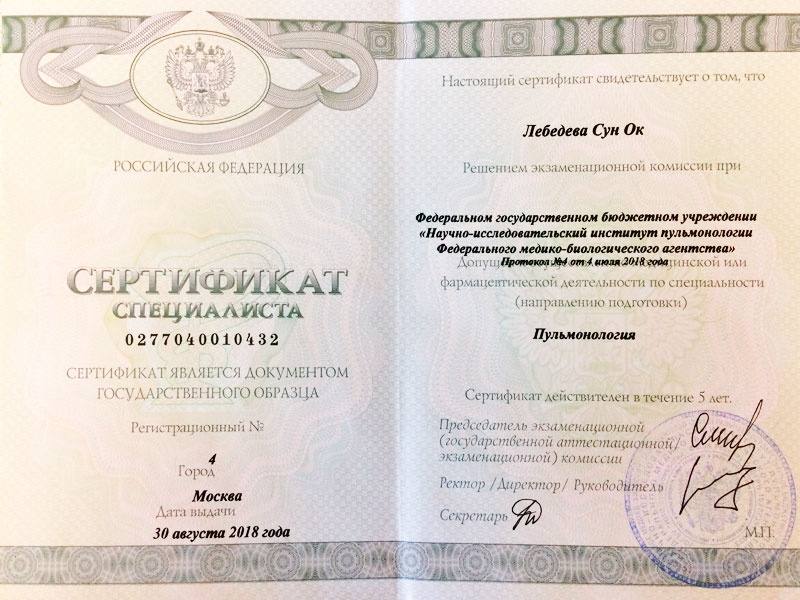 РОССИЙСКАЯ ФЕДЕРАЦИЯ
СЕРТИФИКАТ
СПЕЦИАЛИСТА
0277040010432
СЕРТИФИКАТ ЯВЛЯЕТСЯ ДОКУМЕНТОМ
ГОСУДАРСТВЕННОГО ОБРАЗЦА
Регистрационный №
4
Город
Москва
Дата выдачи
30 августа 2018 года
Настоящий сертификат свидетельствует о том, что
Лебедева Сун Ок
Решением экзаменационной комиссии при
Федеральном государственном бюджетном учреждении
«Научно-исследовательский институт пульмонологии
Федерального медико-биологического агентства»
Протокол №4 от 4 июля 2018 года
или
фармацевтической деятельности по специальности
(направлению подготовки)
Пульмонология
Сертификат действителен в течение 5 лет.
Председатель экзаменационной
(государственной аттестационной/
экзаменационной) комиссии
Ректор /Директор/ Руководитель
Секретарь
М.П.